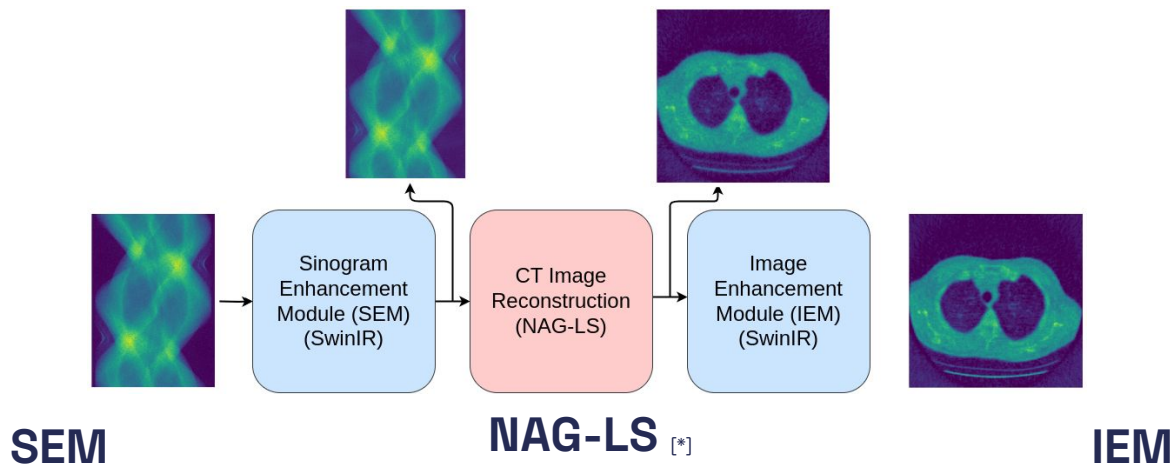 Sinogram
Enhancement
Module (SEM)
(SwinIR)
CT Image
Reconstruction
(NAG-LS)
Image
Enhancement
Module (IEM)
(SwinIR)
SEM
NAG-LS [*]
IEM